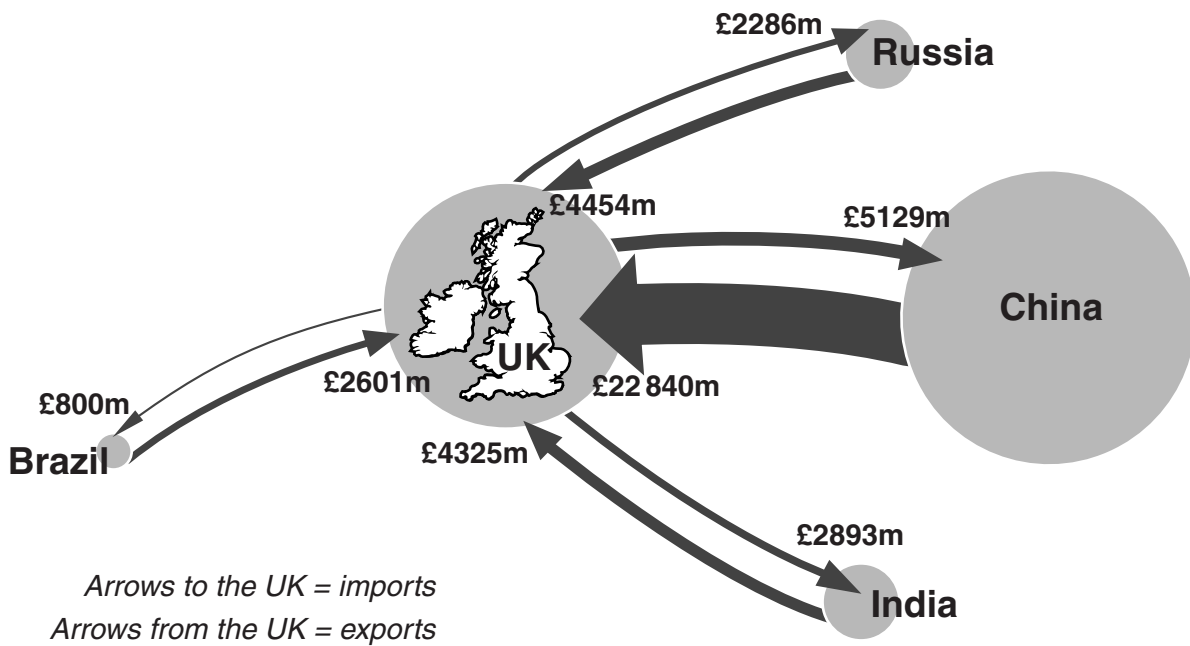 £2286m
Russia
£4454m
£5129m
China
UK
£2601m
£22 840m
£800m
£4325m
Brazil
£2893m
Arrows to the UK = imports
India
Arrows from the UK = exports